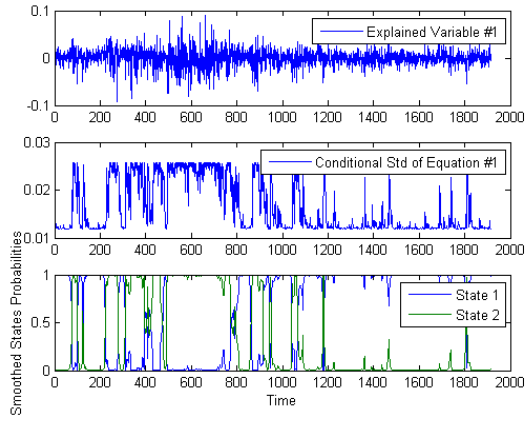 0.1
0
-0.1
Explained Variable #1
0 200 400 600 800 1000 1200 1400 1600 1800 2000
0.03
0.02
0.01
Conditional Std of Equation #1
0 200 400 600 800 1000 1200 1400 1600 1800 2000
Smoothed States Probabilities
1
0.5
0
State 1
State 2
0 200 400 600 800 1000 1200 1400 1600 1800 2000
Time